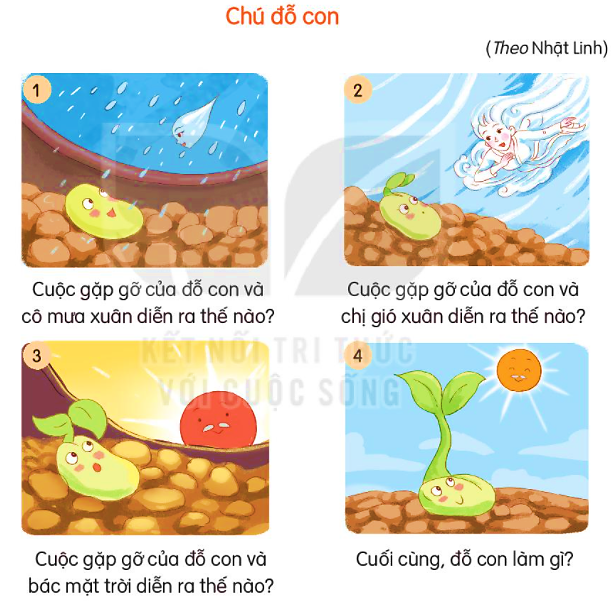 Chú đỗ con
(Theo Nhật Linh)
1
2
Cuộc gặp gỡ của đỗ con và
cô mưa xuân diễn ra thế nào?
Cuộc gặp gỡ của đỗ con và
chị gió xuân diễn ra thế nào?
KẾT NỐI TRI THỨC
VỚI CUỘC SỐNG
3
4
Cuộc gặp gỡ của đỗ con và
bác mặt trời diễn ra thế nào?
Cuối cùng, đỗ con làm gì?